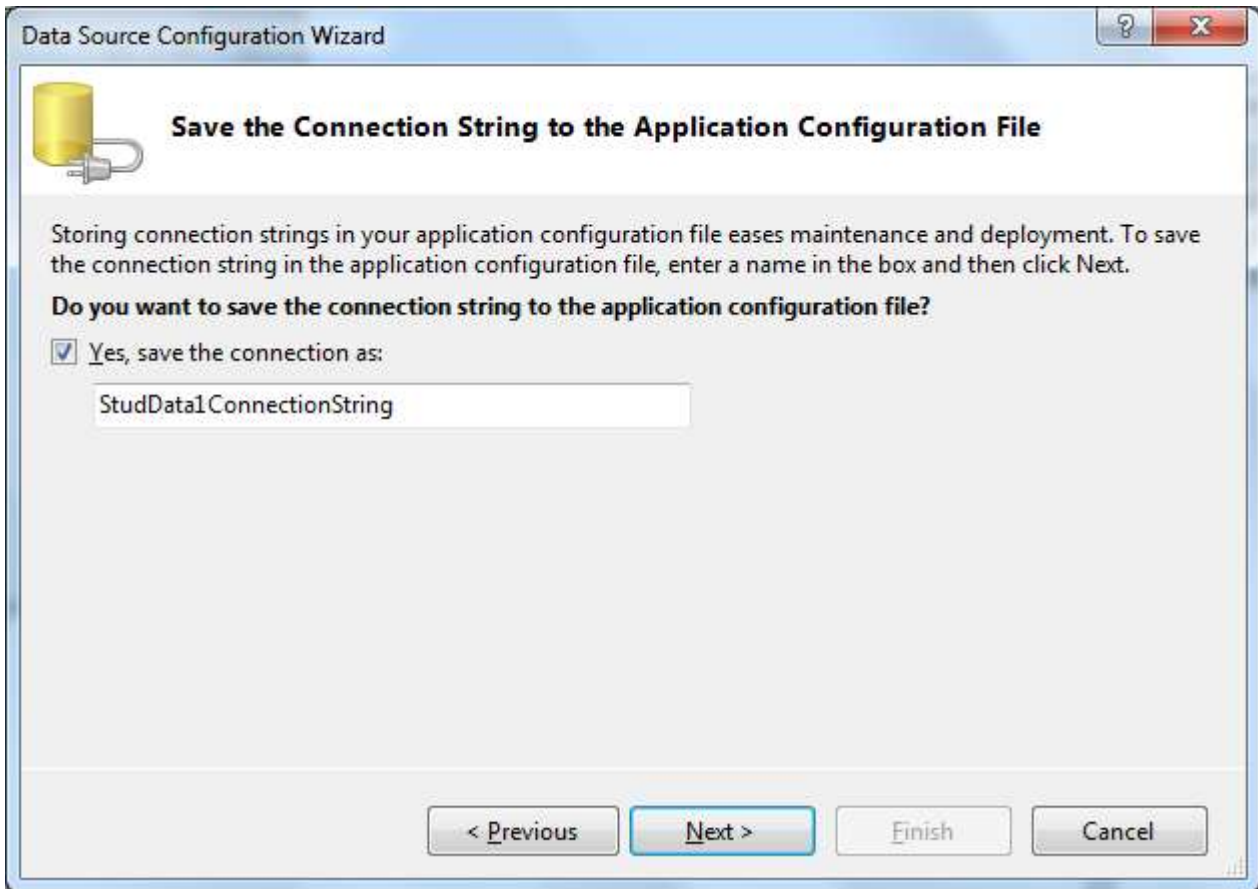 Data Source Configuration Wizard
Save the Connection String to the Application Configuration File
Storing connection strings in your application configuration file eases maintenance and deployment. To save
the connection string in the application configuration file, enter a name in the box and then click Next.
Do you want to save the connection string to the application configuration file?
Yes, save the connection as:
StudData1ConnectionString
< Previous Next > Finish Cancel